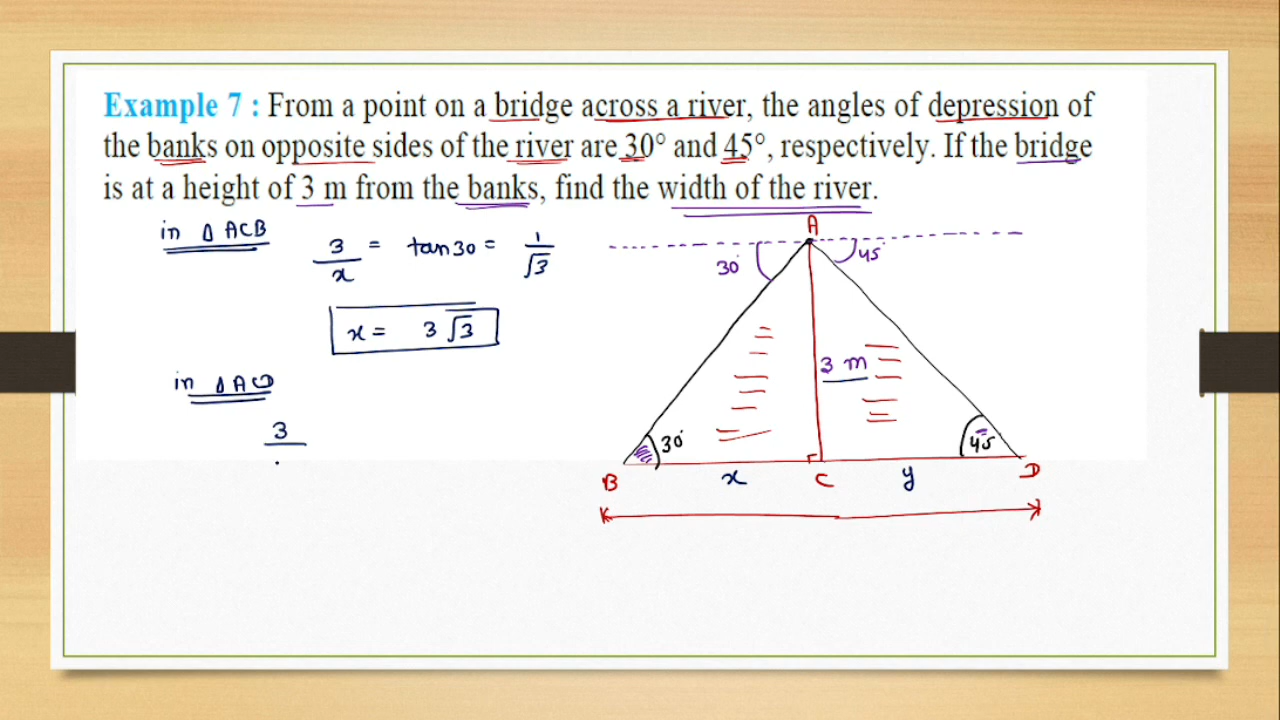 Example 7 : From a point on a bridge across a river, the angles of depression of
the banks on opposite sides of the river are 30° and 45°, respectively. If the bridge
is at a height of 3 m from the banks, find the width of the river.
in Δ ACB
3/x = tan30 = 1/√3
x = 3√3
in Δ ACD
3
A
30°
45°
3 m
30°
45
B
x
C
y
D